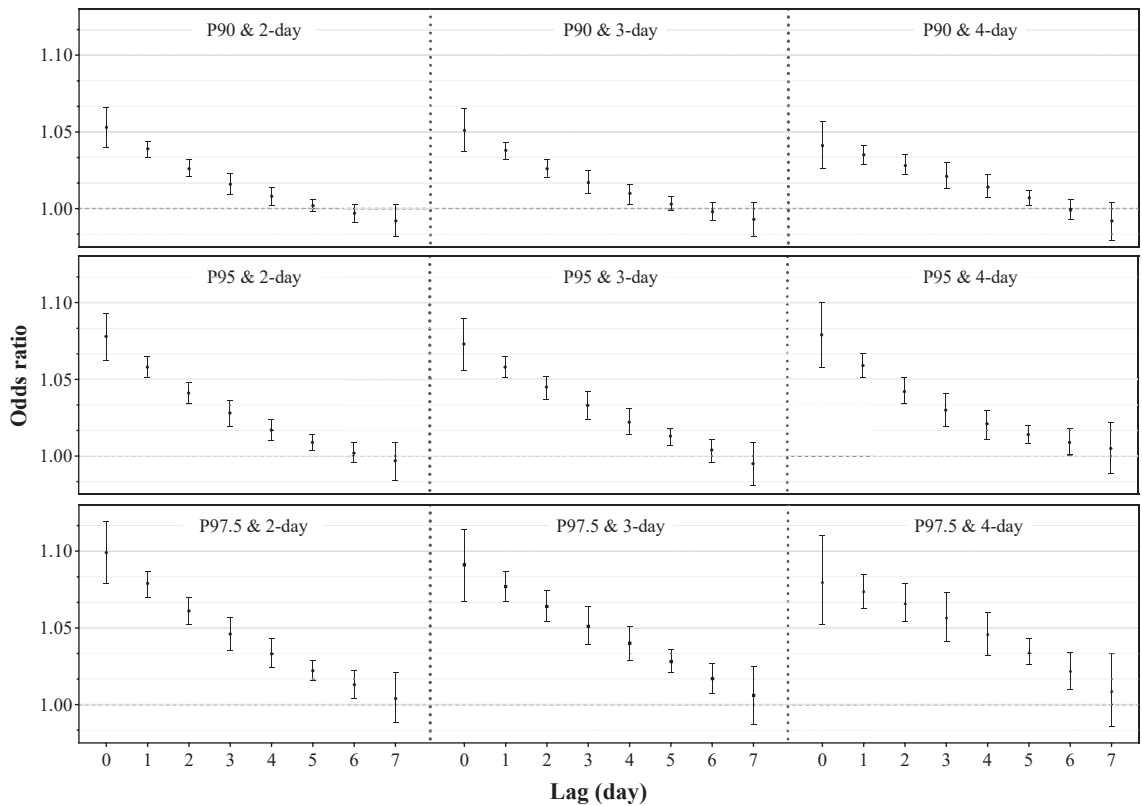 P90 & 2-day
P90 & 3-day
P90 & 4-day
1.10
1.05
1.00
P95 & 2-day
P95 & 3-day
P95 & 4-day
1.10
1.05
1.00
Odds ratio
P97.5 & 2-day
P97.5 & 3-day
P97.5 & 4-day
1.10
1.05
1.00
0 1 2 3 4 5 6 7 0 1 2 3 4 5 6 7 0 1 2 3 4 5 6 7
Lag (day)